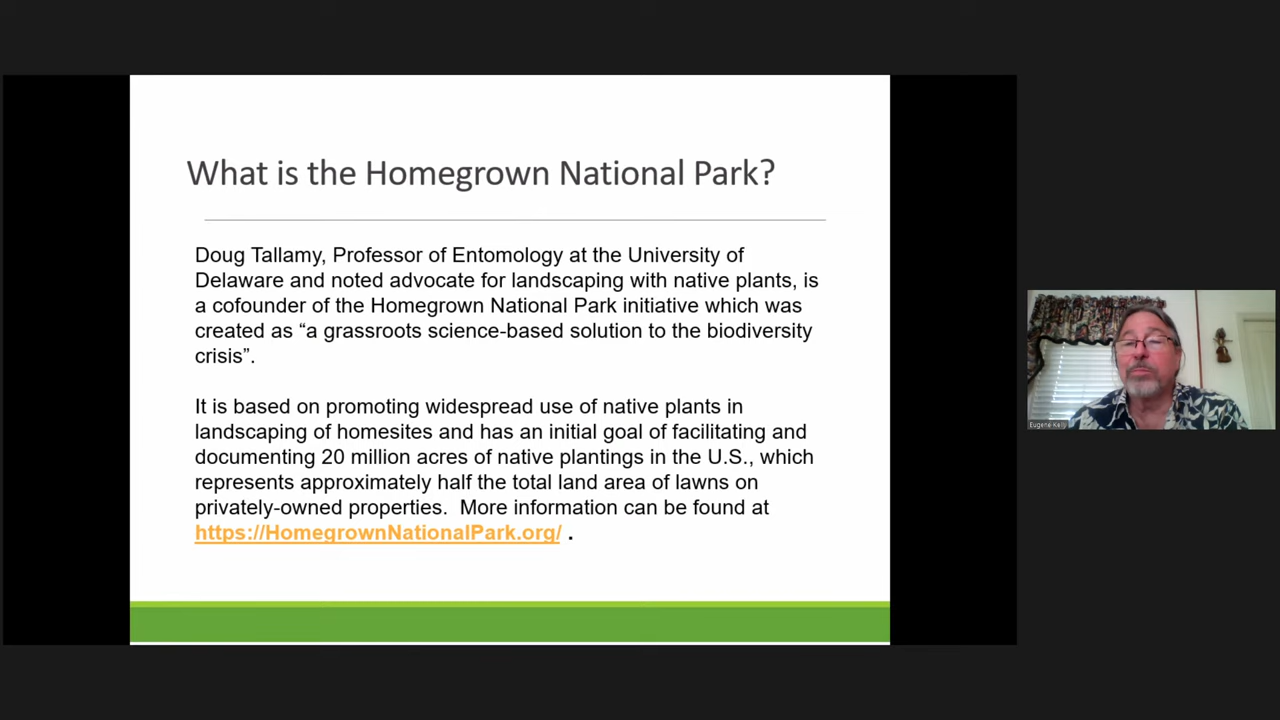 What is the Homegrown National Park?
Doug Tallamy, Professor of Entomology at the University of
Delaware and noted advocate for landscaping with native plants, is
a cofounder of the Homegrown National Park initiative which was
created as “a grassroots science-based solution to the biodiversity
crisis”.
It is based on promoting widespread use of native plants in
landscaping of homesites and has an initial goal of facilitating and
documenting 20 million acres of native plantings in the U.S., which
represents approximately half the total land area of lawns on
privately-owned properties.  More information can be found at
https://HomegrownNationalPark.org/ .
Eugene Kelly